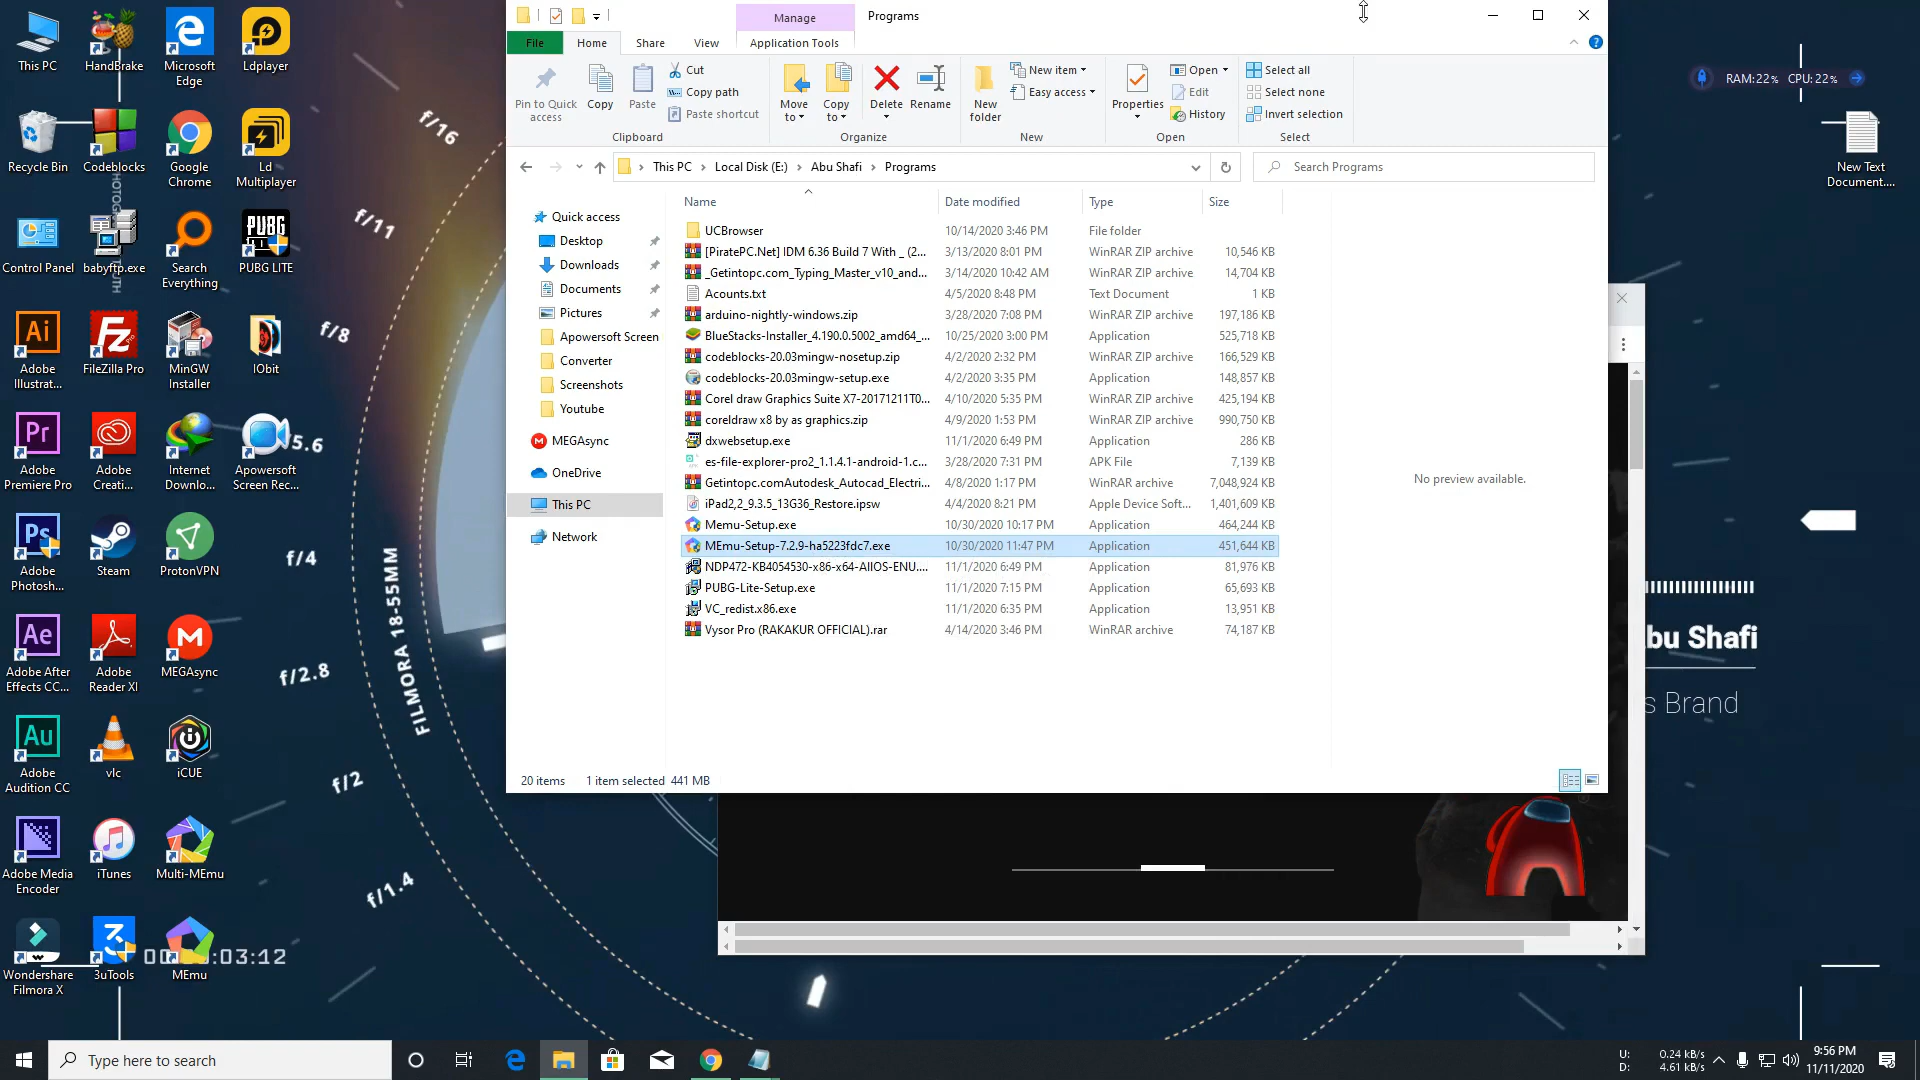 This PC
HandBrake
Microsoft Edge
Ldplayer
Recycle Bin
Codeblocks
Google Chrome
Ld Multiplayer
Control Panel
babyftp.exe
Search Everything
PUBG LITE
PUBG
Ai
Adobe Illustrat...
Fz
FileZilla Pro
MinGW Installer
IObit
Pr
Adobe Premiere Pro
Adobe Creati...
Internet Downlo...
Apowersoft Screen Rec...
Ps
Adobe Photosh...
Steam
ProtonVPN
Ae
Adobe After Effects CC...
Adobe Reader XI
M
MEGAsync
Au
Adobe Audition CC
vlc
iCUE
Adobe Media Encoder
iTunes
Multi-MEmu
Wondershare Filmora X
3uTools
MEmu
f/16
f/11
f/8
5.6
f/4
f/2.8
f/2
f/1.4
FILMORA 18-55MM
:03:12
Manage
Programs
File
Home
Share
View
Application Tools
Pin to Quick access
Copy
Paste
Cut
Copy path
Paste shortcut
Clipboard
Move to
Copy to
Delete
Rename
Organize
New folder
New item
Easy access
New
Properties
Open
Edit
History
Open
Select all
Select none
Invert selection
Select
This PC > Local Disk (E:) > Abu Shafi > Programs
Search Programs
Quick access
Desktop
Downloads
Documents
Pictures
Apowersoft Screen
Converter
Screenshots
Youtube
MEGAsync
OneDrive
This PC
Network
Name Date modified Type Size
UCBrowser 10/14/2020 3:46 PM File folder
[PiratePC.Net] IDM 6.36 Build 7 With _ (2... 3/13/2020 8:01 PM WinRAR ZIP archive 10,546 KB
_Getintopc.com_Typing_Master_v10_and... 3/14/2020 10:42 AM WinRAR ZIP archive 14,704 KB
Acounts.txt 4/5/2020 8:48 PM Text Document 1 KB
arduino-nightly-windows.zip 3/28/2020 7:08 PM WinRAR ZIP archive 197,186 KB
BlueStacks-Installer_4.190.0.5002_amd64_... 10/25/2020 3:00 PM Application 525,718 KB
codeblocks-20.03mingw-nosetup.zip 4/2/2020 2:32 PM WinRAR ZIP archive 166,529 KB
codeblocks-20.03mingw-setup.exe 4/2/2020 3:35 PM Application 148,857 KB
Corel draw Graphics Suite X7-20171211T0... 4/10/2020 5:35 PM WinRAR ZIP archive 425,194 KB
coreldraw x8 by as graphics.zip 4/9/2020 1:53 PM WinRAR ZIP archive 990,750 KB
dxwebsetup.exe 11/1/2020 6:49 PM Application 286 KB
es-file-explorer-pro2_1.1.4.1-android-1.c... 3/28/2020 7:31 PM APK File 7,139 KB
Getintopc.comAutodesk_Autocad_Electri... 4/8/2020 1:17 PM WinRAR archive 7,048,924 KB
iPad2,2_9.3.5_13G36_Restore.ipsw 4/4/2020 8:21 PM Apple Device Soft... 1,401,609 KB
Memu-Setup.exe 10/30/2020 10:17 PM Application 464,244 KB
MEmu-Setup-7.2.9-ha5223fdc7.exe 10/30/2020 11:47 PM Application 451,644 KB
NDP472-KB4054530-x86-x64-AllOS-ENU.... 11/1/2020 6:49 PM Application 81,976 KB
PUBG-Lite-Setup.exe 11/1/2020 7:15 PM Application 65,693 KB
VC_redist.x86.exe 11/1/2020 6:35 PM Application 13,951 KB
Vysor Pro (RAKAKUR OFFICIAL).rar 4/14/2020 3:46 PM WinRAR archive 74,187 KB
No preview available.
20 items 1 item selected 441 MB
RAM:22% CPU:22%
New Text Document....
bu Shafi
s Brand
Type here to search
U: 0.24 kB/s
D: 4.61 kB/s
9:56 PM
11/11/2020